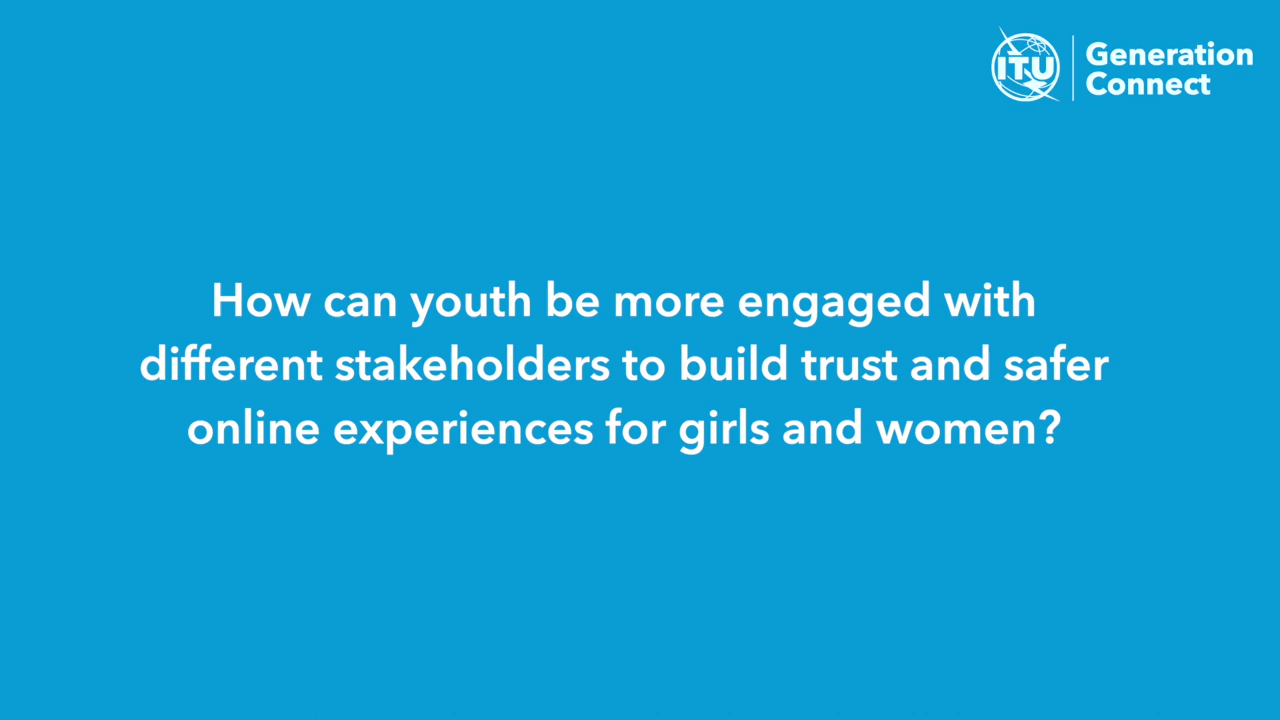 ITU
Generation
Connect
How can youth be more engaged with
different stakeholders to build trust and safer
online experiences for girls and women?